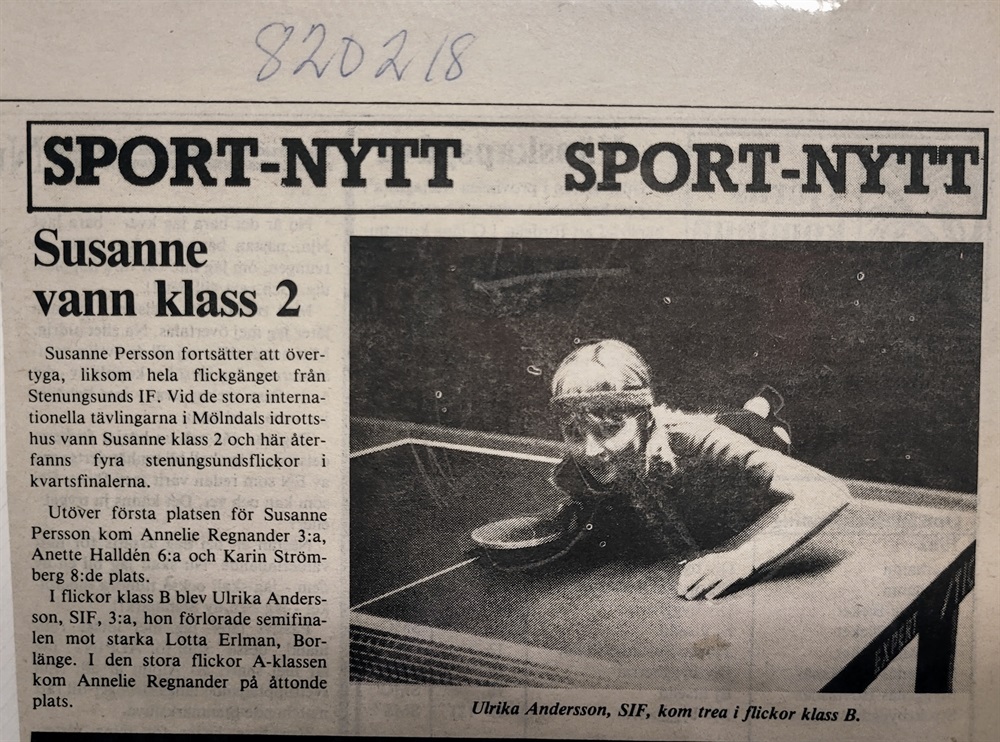 820218
SPORT-NYTT SPORT-NYTT
Susanne
vann klass 2
Susanne Persson fortsätter att över-
tyga, liksom hela flickgänget från
Stenungsunds IF. Vid de stora interna-
tionella tävlingarna i Mölndals idrotts-
hus vann Susanne klass 2 och här åter-
fanns fyra stenungsundsflickor i
kvartsfinalerna.
Utöver första platsen för Susanne
Persson kom Annelie Regnander 3:a,
Anette Halldén 6:a och Karin Ström-
berg 8:de plats.
I flickor klass B blev Ulrika Anders-
son, SIF, 3:a, hon förlorade semifina-
len mot starka Lotta Erlman, Bor-
länge. I den stora flickor A-klassen
kom Annelie Regnander på åttonde
plats.
EXPERT
Ulrika Andersson, SIF, kom trea i flickor klass B.